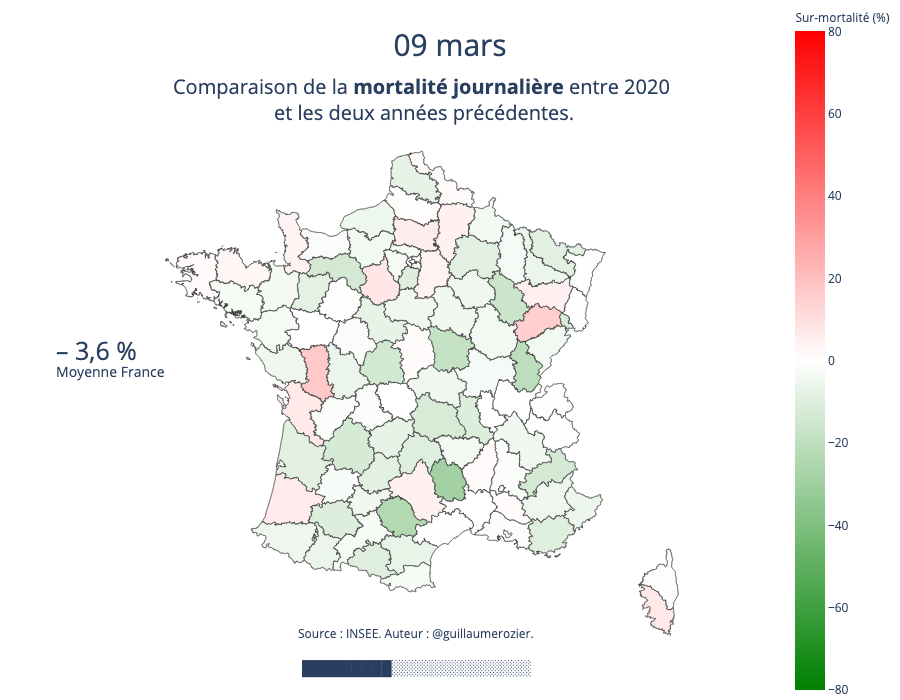 Sur-mortalité (%)
09 mars
Comparaison de la mortalité journalière entre 2020
et les deux années précédentes.
80
60
40
20
0
−20
−40
−60
−80
– 3,6 %
Moyenne France
Source : INSEE. Auteur : @guillaumerozier.